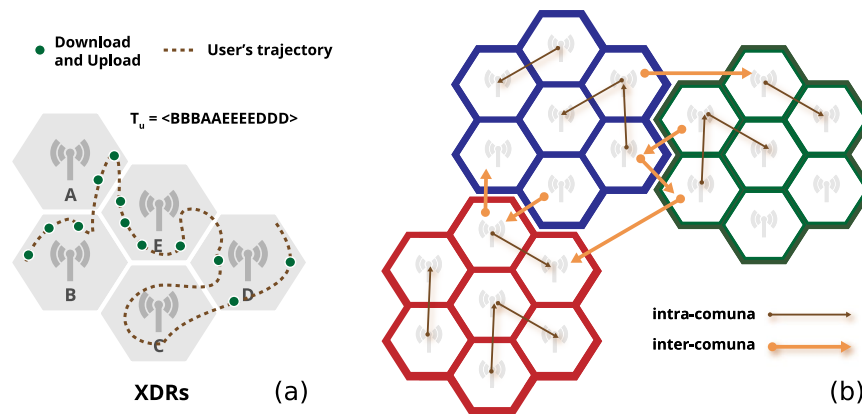 Download
and Upload
User's trajectory
T_u = <BBBAAEEEEDDD>
A
E
B
D
C
XDRs
(a)
intra-comuna
inter-comuna
(b)